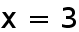 x = 3